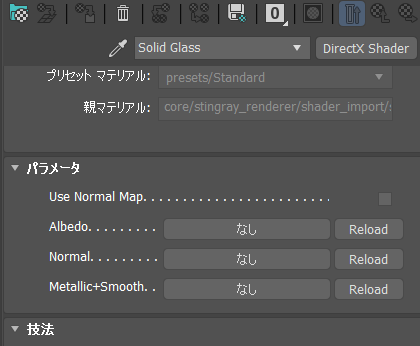 0
Solid Glass
DirectX Shader
プリセット マテリアル:
presets/Standard
親マテリアル:
core/stingray_renderer/shader_import/s
パラメータ
Use Normal Map. . . . . . . . . . . . . . . . . . . . . . . . . .
Albedo. . . . . . . . . なし Reload
Normal. . . . . . . . . なし Reload
Metallic+Smooth. . なし Reload
技法